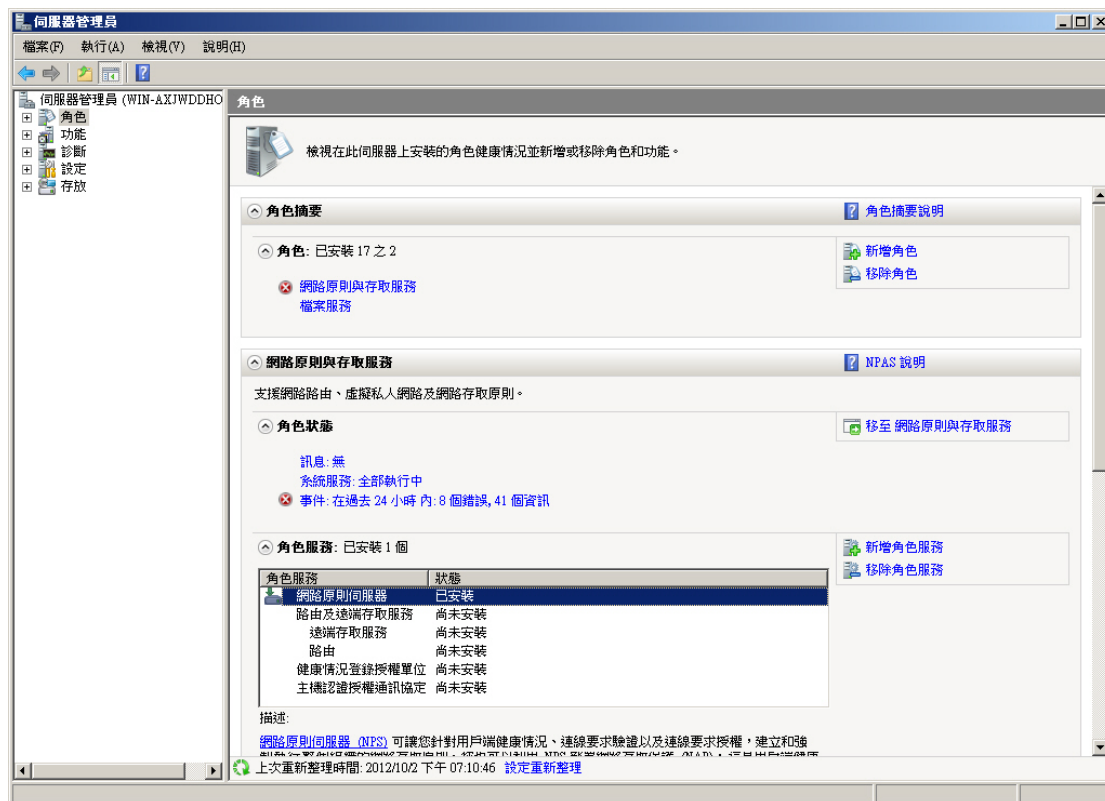 伺服器管理員
檔案(F) 執行(A) 檢視(V) 說明(H)
伺服器管理員 (WIN-AXJWDDHO
角色
功能
診斷
設定
存放
角色
檢視在此伺服器上安裝的角色健康情況並新增或移除角色和功能。
角色摘要
角色摘要說明
角色: 已安裝 17 之 2
新增角色
移除角色
網路原則與存取服務
檔案服務
網路原則與存取服務
NPAS 說明
支援網路路由、虛擬私人網路及網路存取原則。
角色狀態
移至 網路原則與存取服務
訊息: 無
系統服務: 全部執行中
事件: 在過去 24 小時 內: 8 個錯誤, 41 個資訊
角色服務: 已安裝 1 個
新增角色服務
移除角色服務
角色服務 狀態
網路原則伺服器 已安裝
路由及遠端存取服務 尚未安裝
遠端存取服務 尚未安裝
路由 尚未安裝
健康情況登錄授權單位 尚未安裝
主機認證授權通訊協定 尚未安裝
描述:
網路原則伺服器 (NPS) 可讓您針對用戶端健康情況、連線要求驗證以及連線要求授權，建立和強
上次重新整理時間: 2012/10/2 下午 07:10:46 設定重新整理